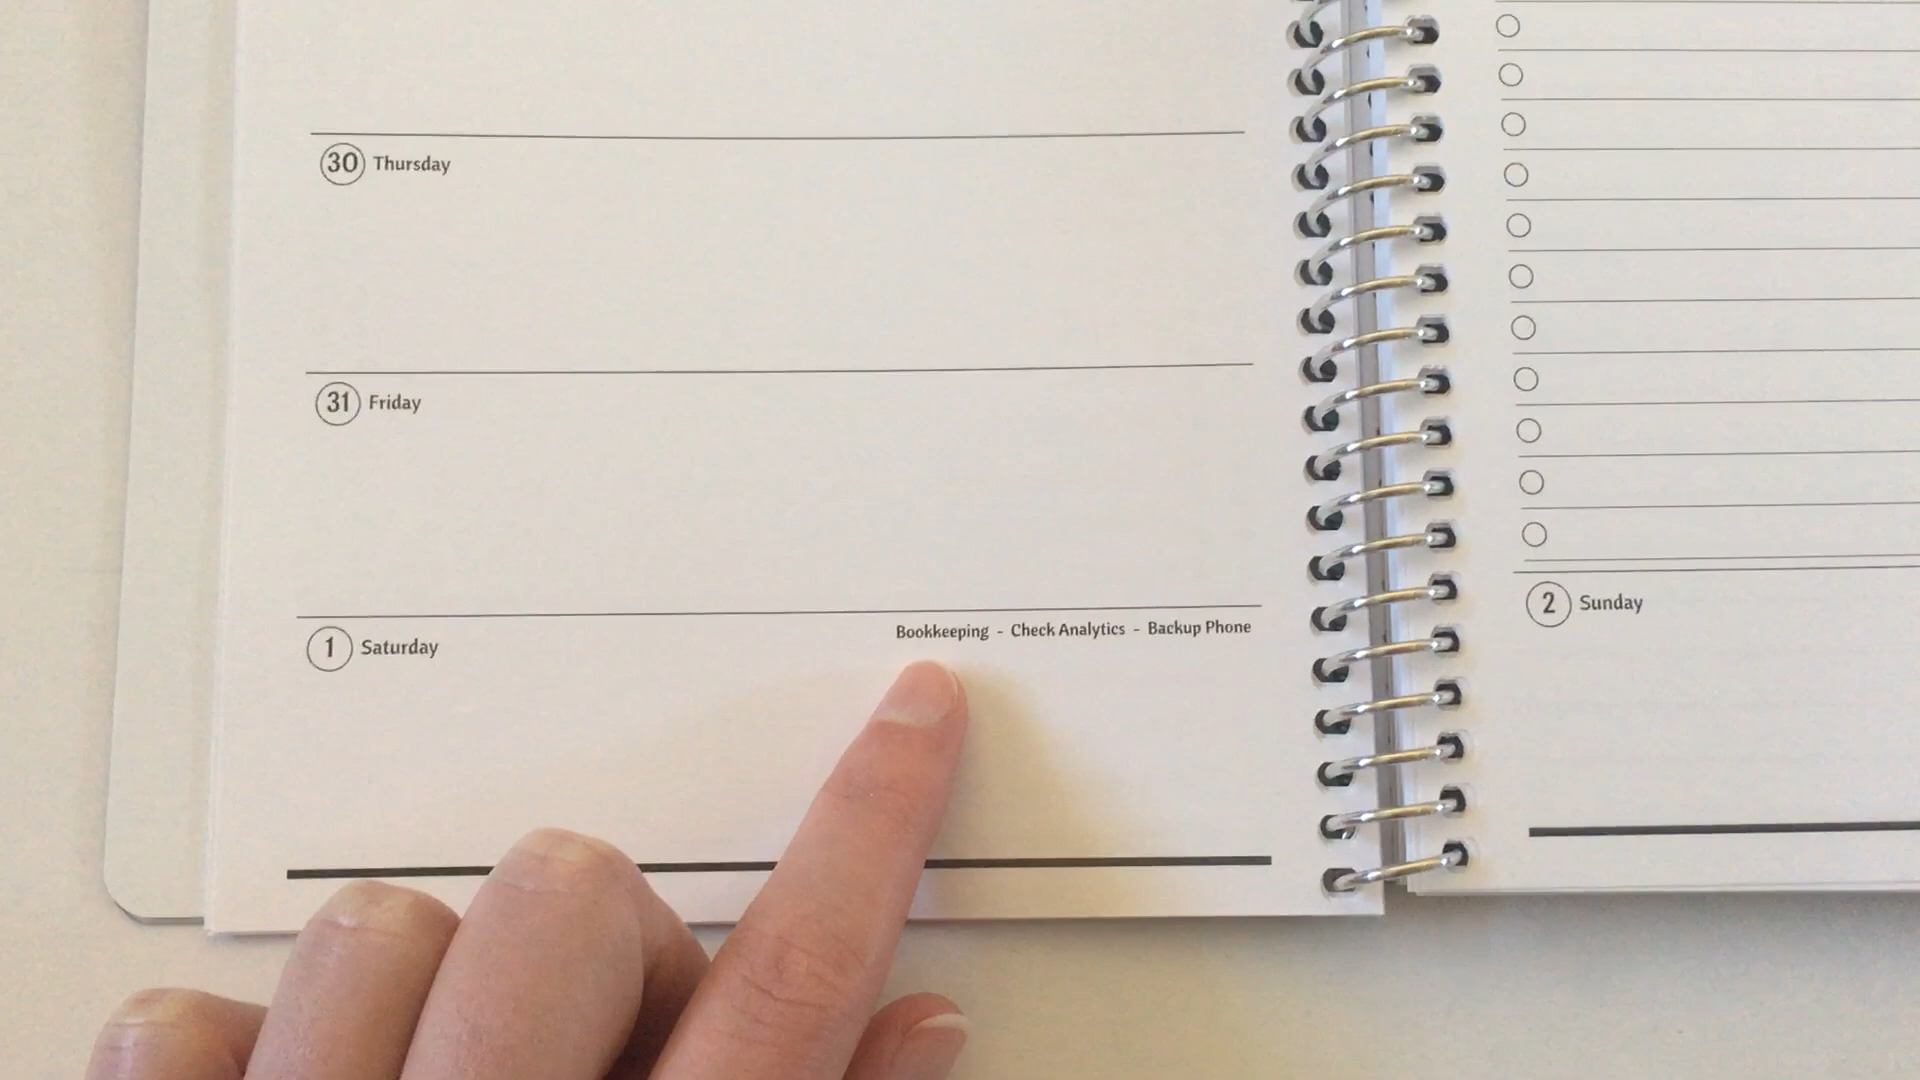 30 Thursday
31 Friday
1 Saturday
Bookkeeping - Check Analytics - Backup Phone
2 Sunday